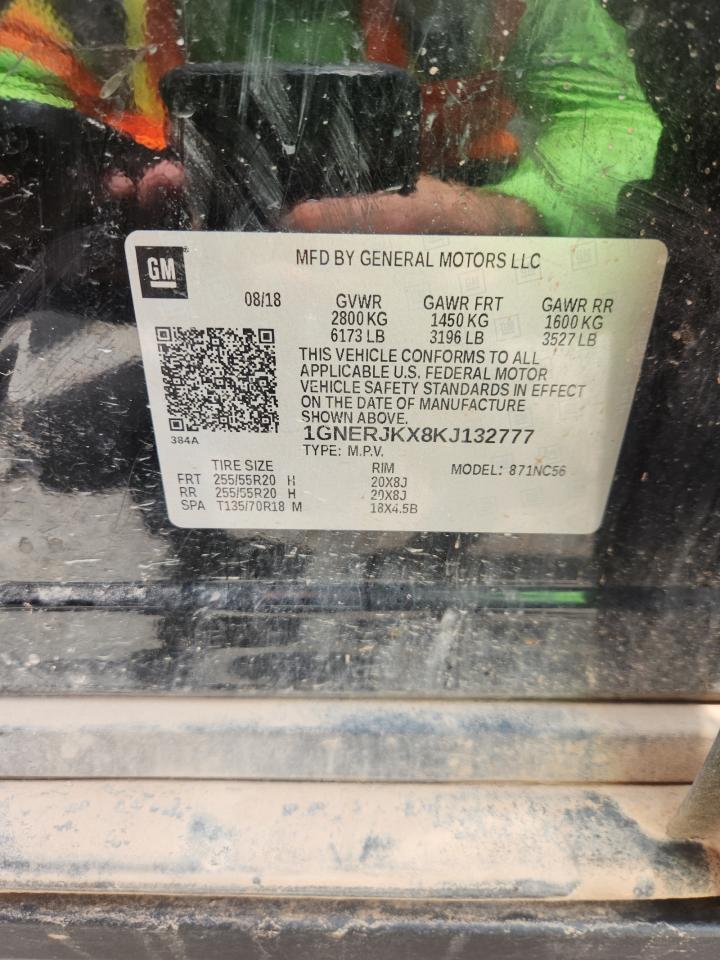 GM
MFD BY GENERAL MOTORS LLC
08/18 GVWR GAWR FRT GAWR RR
2800 KG 1450 KG 1600 KG
6173 LB 3196 LB 3527 LB
THIS VEHICLE CONFORMS TO ALL
APPLICABLE U.S. FEDERAL MOTOR
VEHICLE SAFETY STANDARDS IN EFFECT
ON THE DATE OF MANUFACTURE
SHOWN ABOVE.
384A
1GNERJKX8KJ132777
TYPE: M.P.V.
TIRE SIZE RIM MODEL: 871NC56
FRT 255/55R20 H 20X8J
RR 255/55R20 H 20X8J
SPA T135/70R18 M 18X4.5B